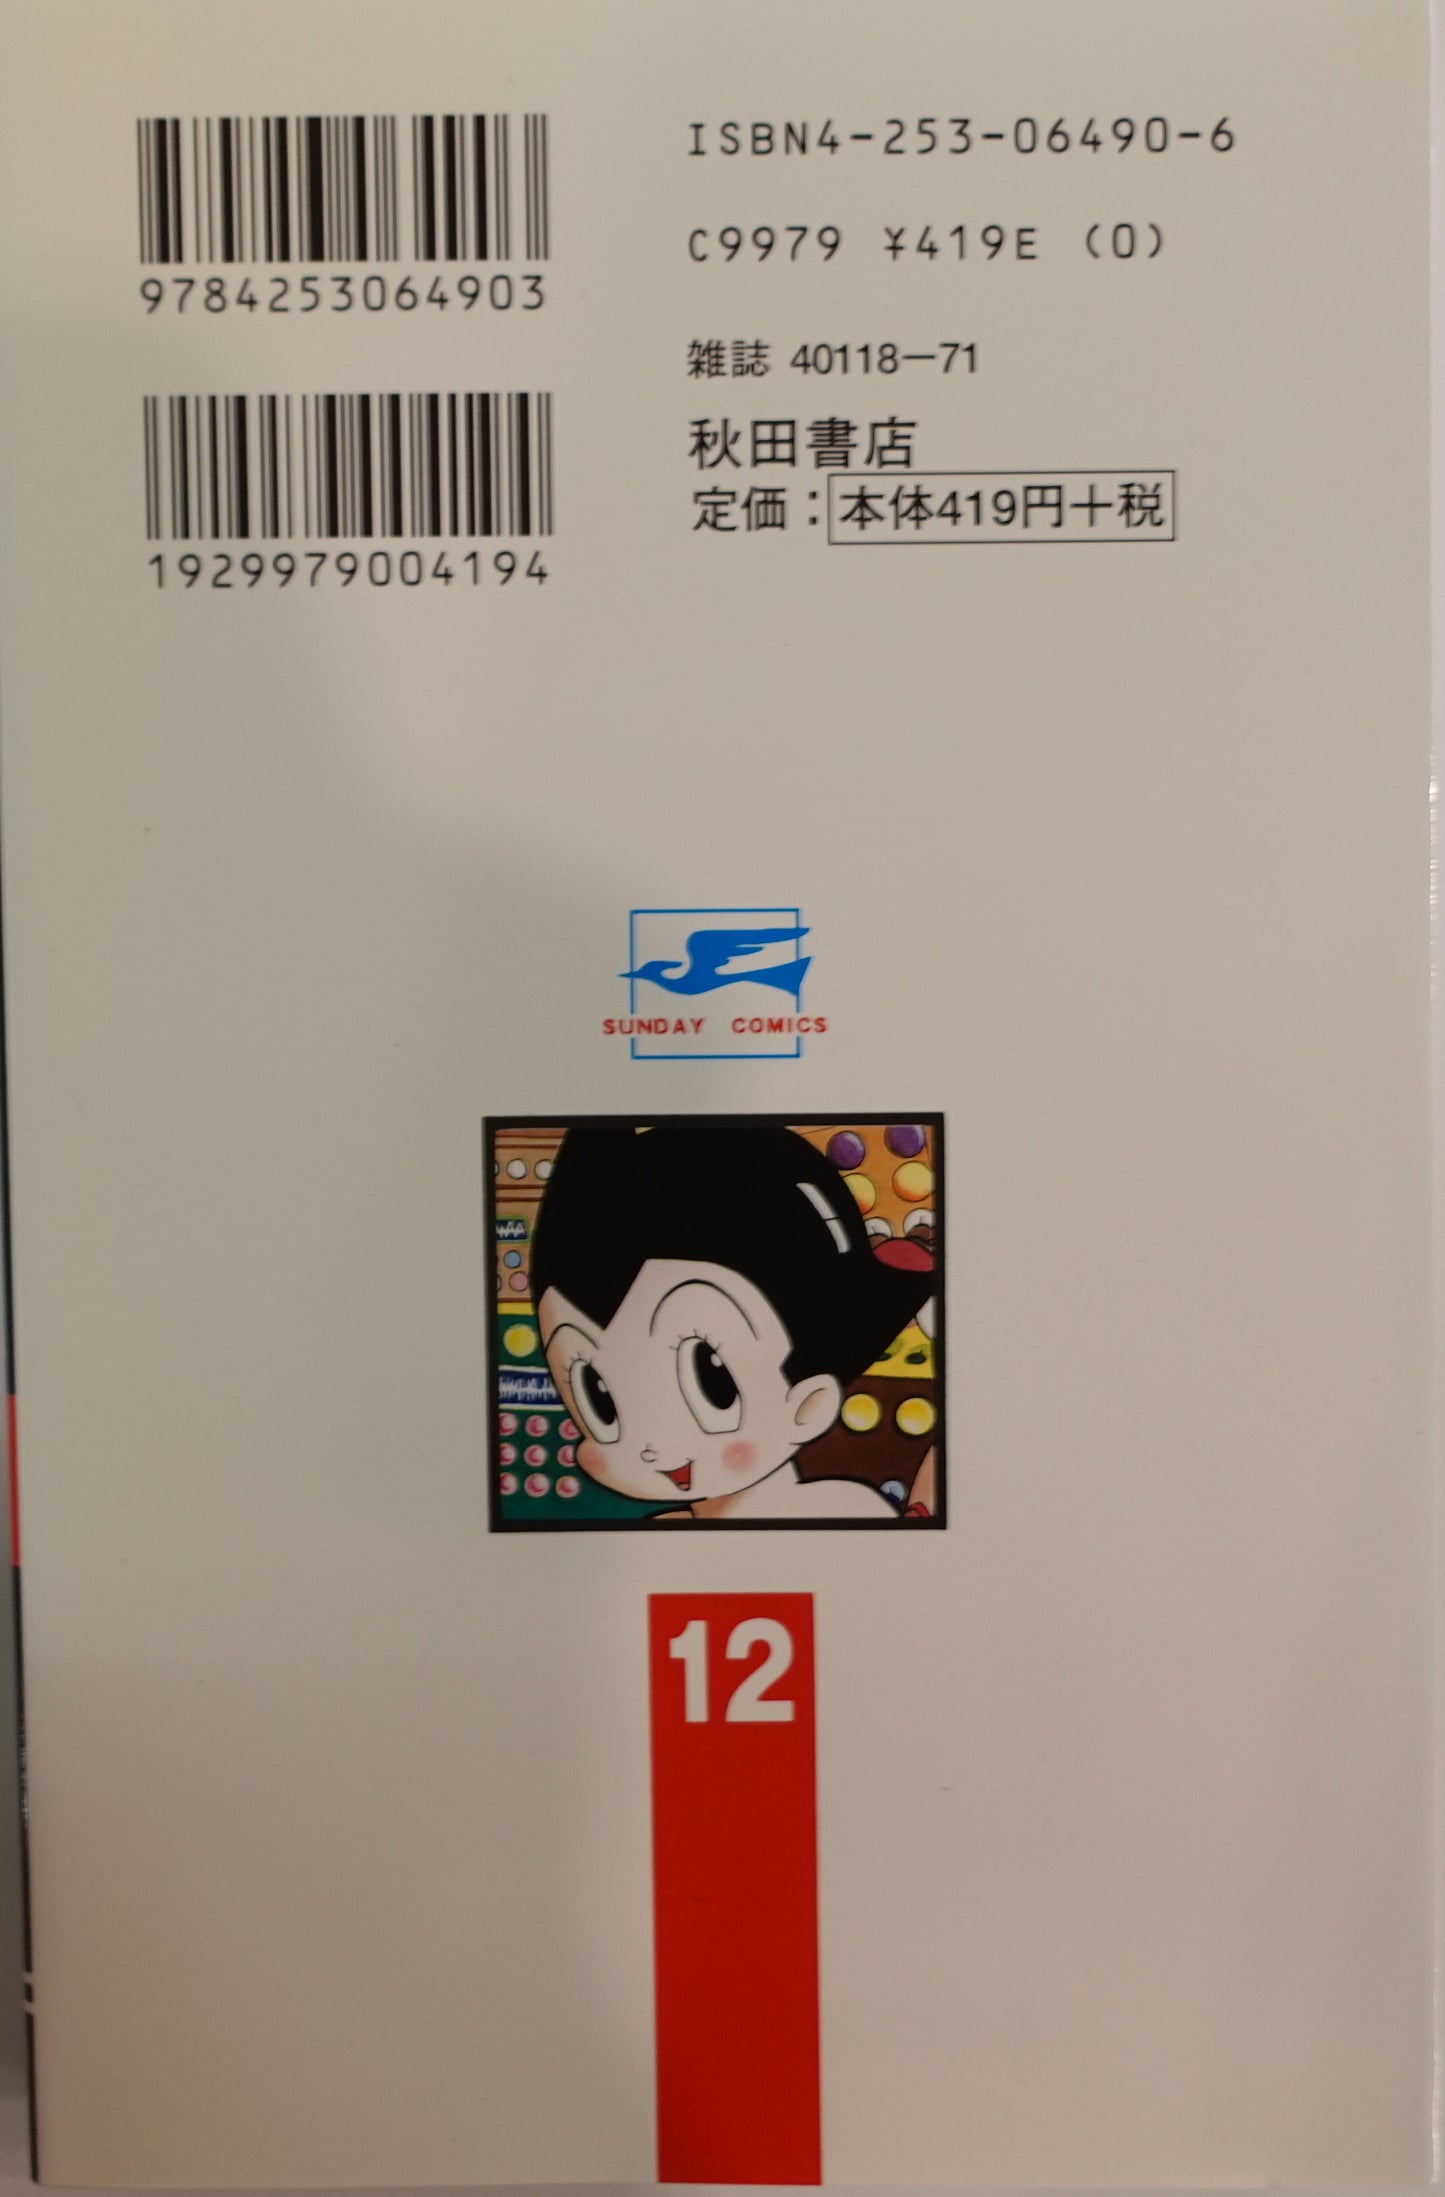 9784253064903
1929979004194
ISBN4-253-06490-6
C9979 ¥419E (0)
雑誌 40118-71
秋田書店
定価：本体419円+税
SUNDAY COMICS
12